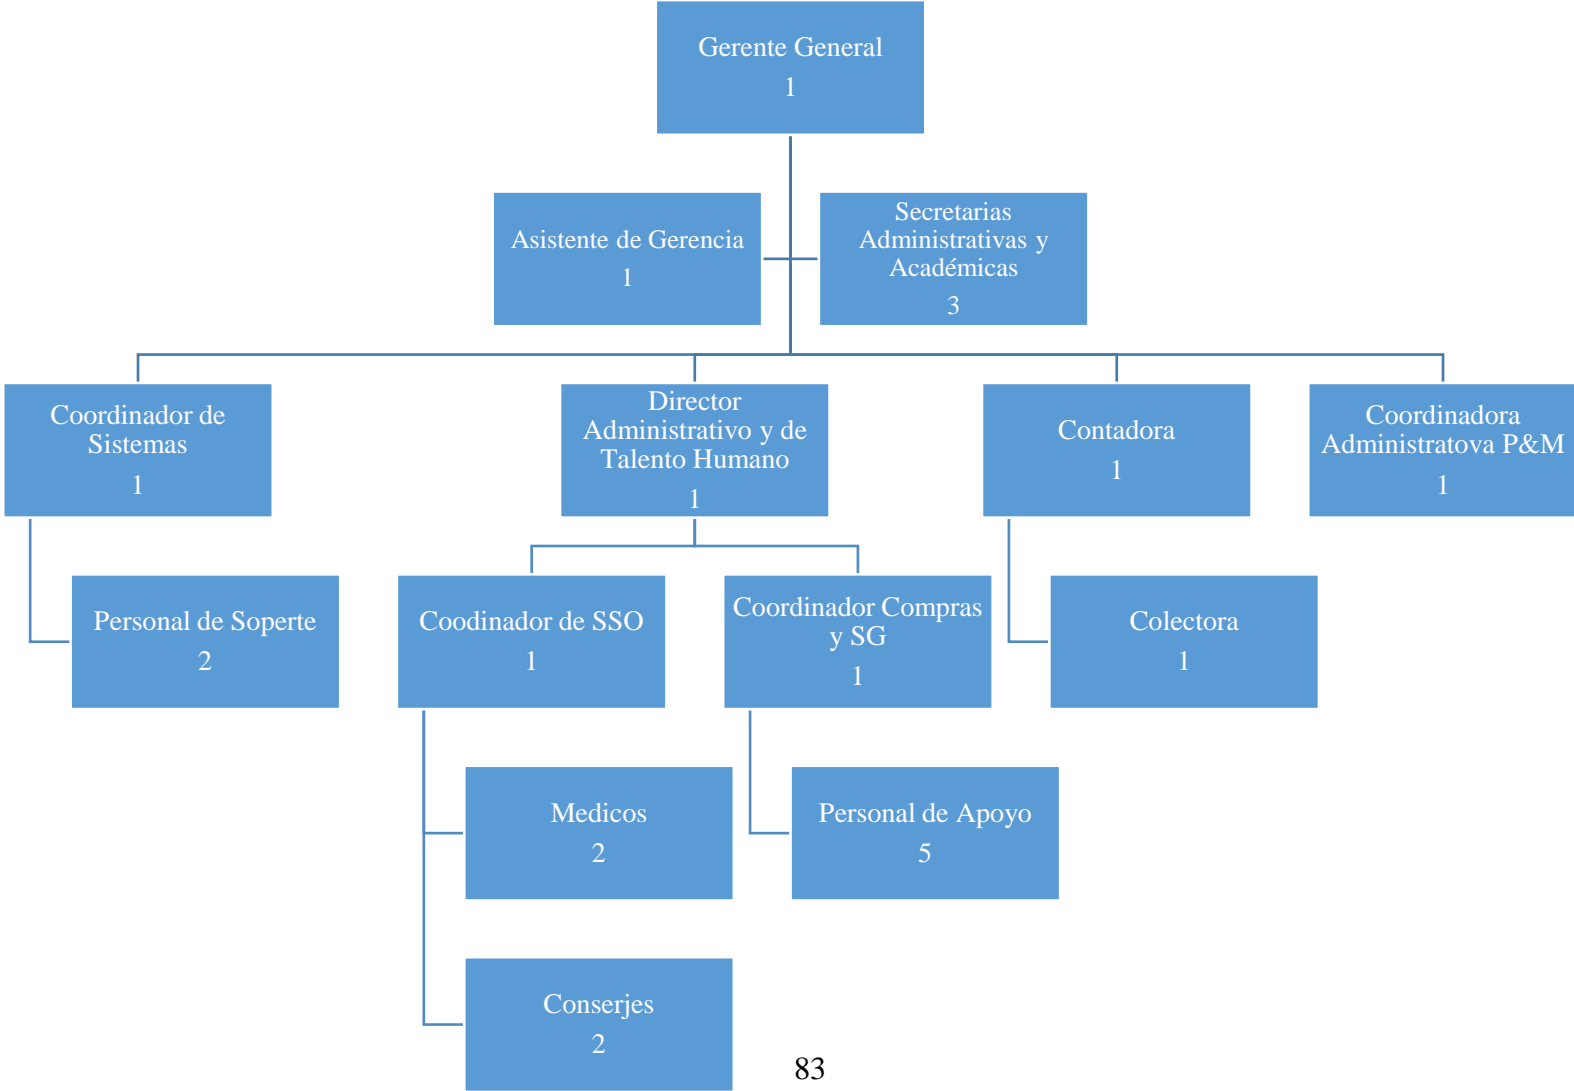 Gerente General
1
Asistente de Gerencia
1
Secretarias
Administrativas y
Académicas
3
Coordinador de
Sistemas
1
Director
Administrativo y de
Talento Humano
1
Contadora
1
Coordinadora
Administratova P&M
1
Personal de Soperte
2
Coodinador de SSO
1
Coordinador Compras
y SG
1
Colectora
1
Medicos
2
Personal de Apoyo
5
Conserjes
2
83